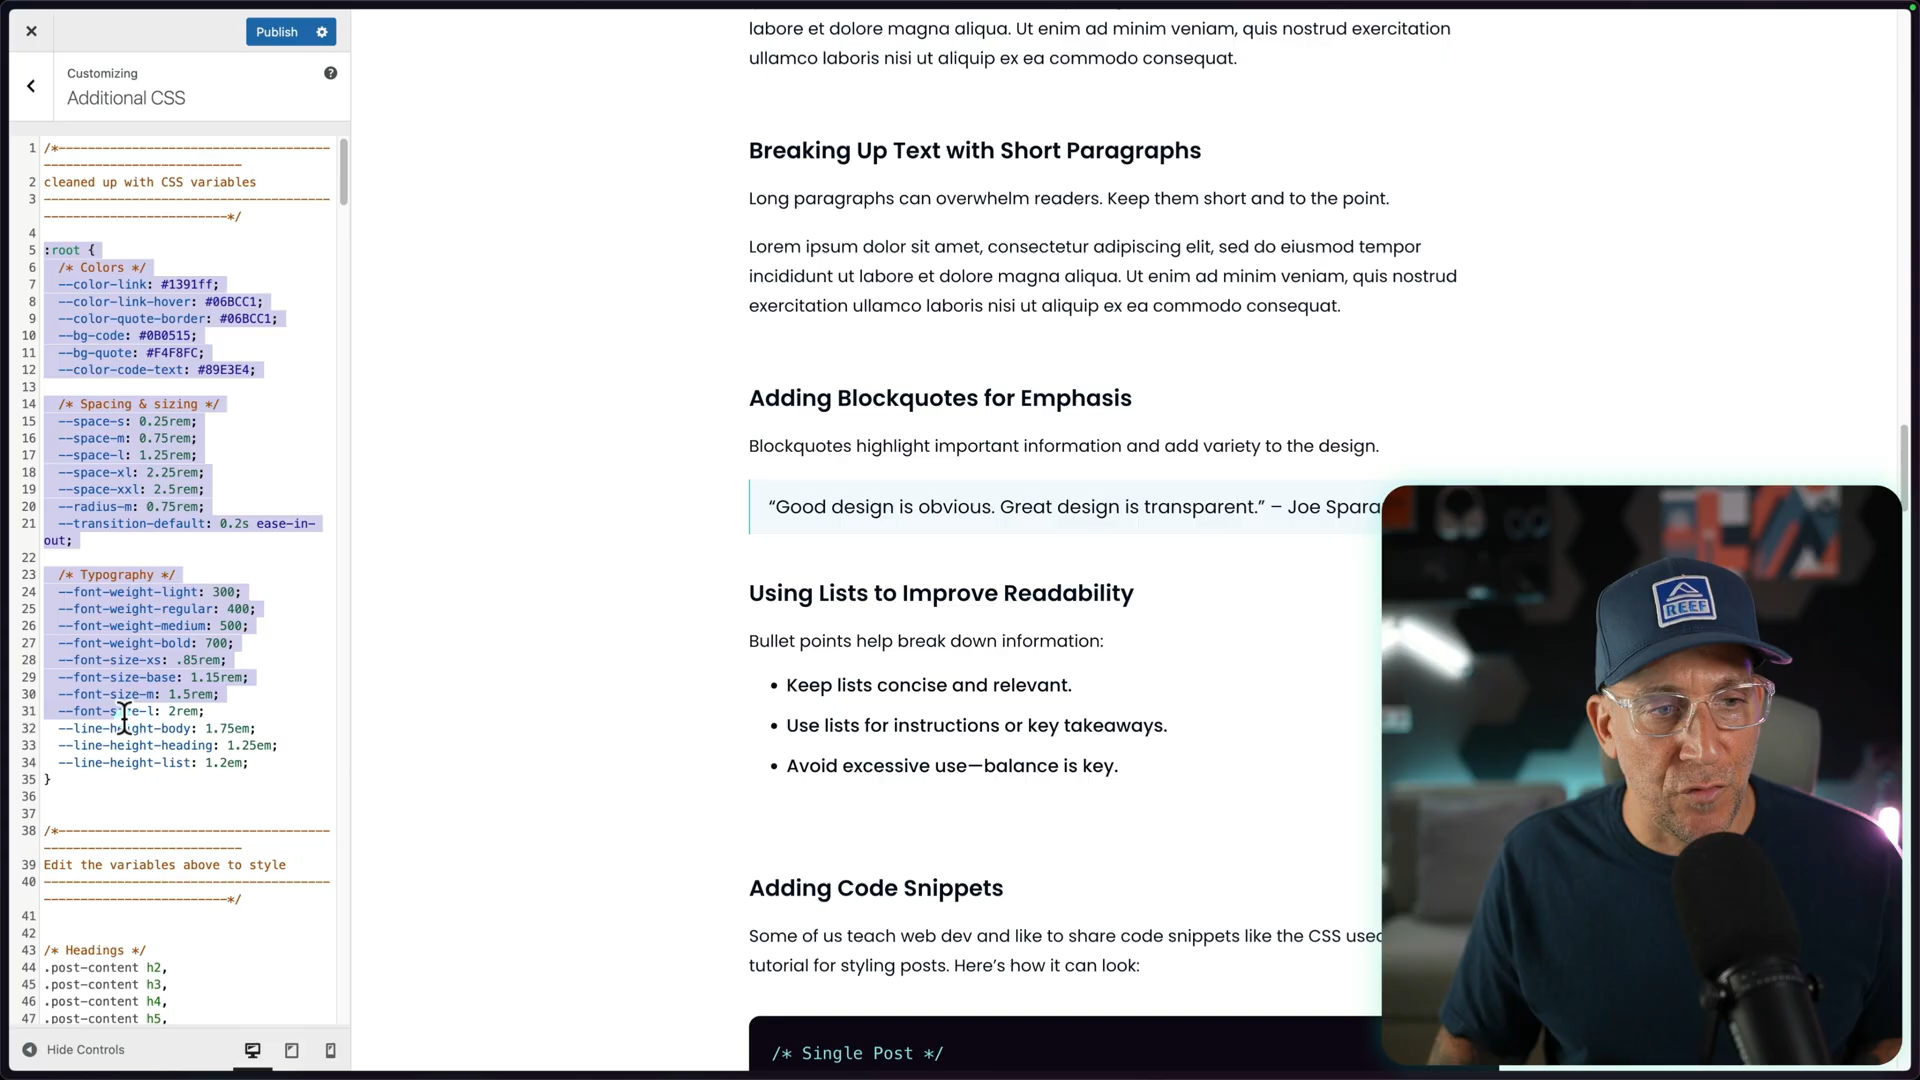 Publish
Customizing
Additional CSS
1 /*-------------------------------------
---------------------------
2 cleaned up with CSS variables
3 ---------------------------------------
-------------------------*/
4
5 :root {
6 /* Colors */
7 --color-link: #1391ff;
8 --color-link-hover: #06BCC1;
9 --color-quote-border: #06BCC1;
10 --bg-code: #0B0515;
11 --bg-quote: #F4F8FC;
12 --color-code-text: #89E3E4;
13
14 /* Spacing & sizing */
15 --space-s: 0.25rem;
16 --space-m: 0.75rem;
17 --space-l: 1.25rem;
18 --space-xl: 2.25rem;
19 --space-xxl: 2.5rem;
20 --radius-m: 0.75rem;
21 --transition-default: 0.2s ease-in-
out;
22
23 /* Typography */
24 --font-weight-light: 300;
25 --font-weight-regular: 400;
26 --font-weight-medium: 500;
27 --font-weight-bold: 700;
28 --font-size-xs: .85rem;
29 --font-size-base: 1.15rem;
30 --font-size-m: 1.5rem;
31 --font-size-l: 2rem;
32 --line-height-body: 1.75em;
33 --line-height-heading: 1.25em;
34 --line-height-list: 1.2em;
35 }
36
37
38 /*-------------------------------------
---------------------------
39 Edit the variables above to style
40 ---------------------------------------
-------------------------*/
41
42
43 /* Headings */
44 .post-content h2,
45 .post-content h3,
46 .post-content h4,
47 .post-content h5,
Hide Controls
labore et dolore magna aliqua. Ut enim ad minim veniam, quis nostrud exercitation
ullamco laboris nisi ut aliquip ex ea commodo consequat.
Breaking Up Text with Short Paragraphs
Long paragraphs can overwhelm readers. Keep them short and to the point.
Lorem ipsum dolor sit amet, consectetur adipiscing elit, sed do eiusmod tempor
incididunt ut labore et dolore magna aliqua. Ut enim ad minim veniam, quis nostrud
exercitation ullamco laboris nisi ut aliquip ex ea commodo consequat.
Adding Blockquotes for Emphasis
Blockquotes highlight important information and add variety to the design.
“Good design is obvious. Great design is transparent.” – Joe Spara
Using Lists to Improve Readability
Bullet points help break down information:
• Keep lists concise and relevant.
• Use lists for instructions or key takeaways.
• Avoid excessive use—balance is key.
Adding Code Snippets
Some of us teach web dev and like to share code snippets like the CSS used
tutorial for styling posts. Here’s how it can look:
/* Single Post */
REEF